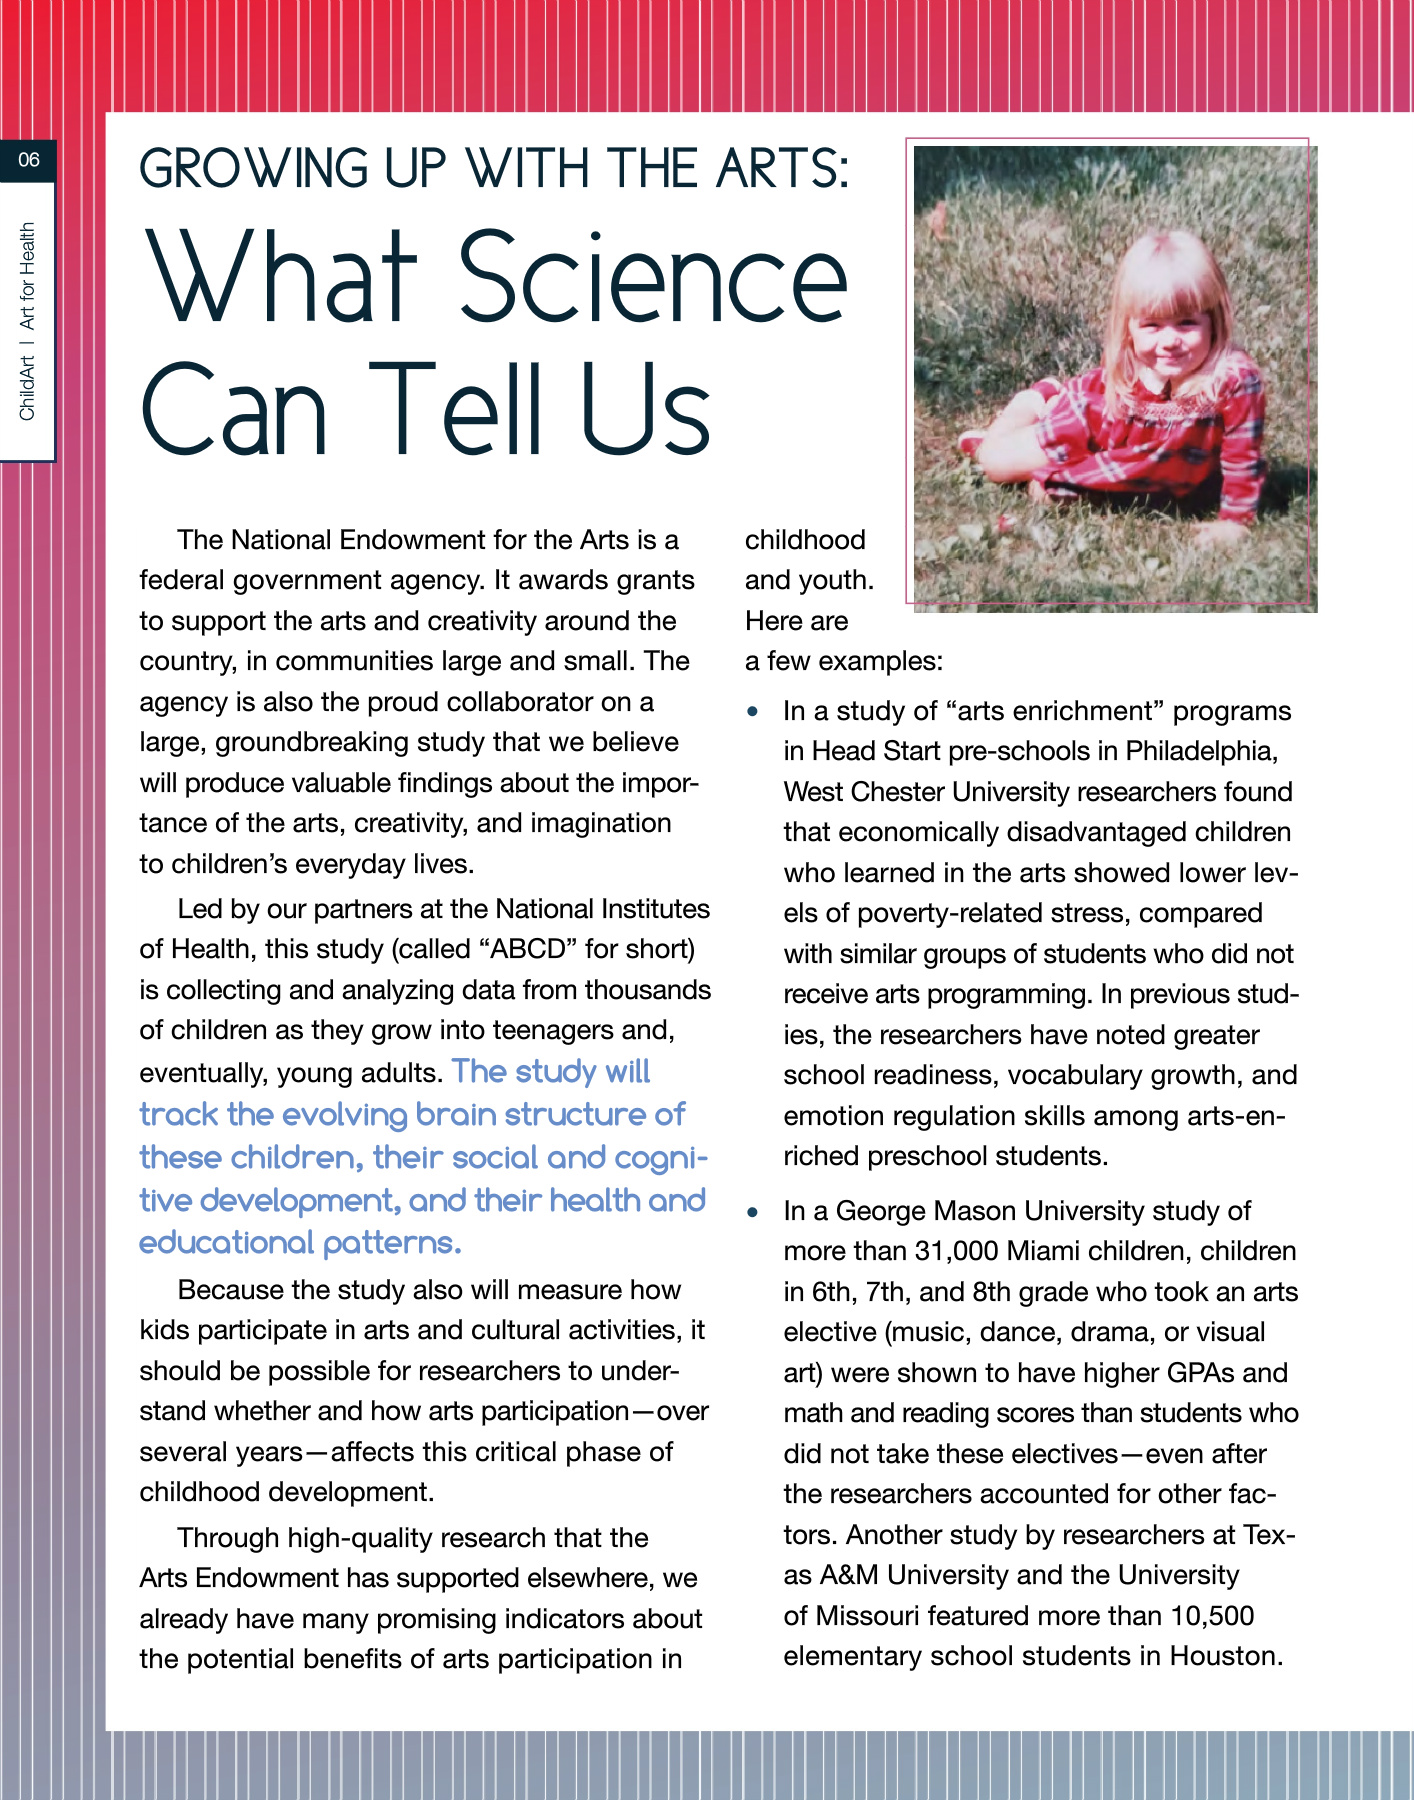 06
ChildArt | Art for Health
GROWING UP WITH THE ARTS:
What Science
Can Tell Us
The National Endowment for the Arts is a
federal government agency. It awards grants
to support the arts and creativity around the
country, in communities large and small. The
agency is also the proud collaborator on a
large, groundbreaking study that we believe
will produce valuable findings about the impor-
tance of the arts, creativity, and imagination
to children’s everyday lives.
Led by our partners at the National Institutes
of Health, this study (called “ABCD” for short)
is collecting and analyzing data from thousands
of children as they grow into teenagers and,
eventually, young adults. The study will
track the evolving brain structure of
these children, their social and cogni-
tive development, and their health and
educational patterns.
Because the study also will measure how
kids participate in arts and cultural activities, it
should be possible for researchers to under-
stand whether and how arts participation—over
several years—affects this critical phase of
childhood development.
Through high-quality research that the
Arts Endowment has supported elsewhere, we
already have many promising indicators about
the potential benefits of arts participation in
childhood
and youth.
Here are
a few examples:
• In a study of “arts enrichment” programs
in Head Start pre-schools in Philadelphia,
West Chester University researchers found
that economically disadvantaged children
who learned in the arts showed lower lev-
els of poverty-related stress, compared
with similar groups of students who did not
receive arts programming. In previous stud-
ies, the researchers have noted greater
school readiness, vocabulary growth, and
emotion regulation skills among arts-en-
riched preschool students.
• In a George Mason University study of
more than 31,000 Miami children, children
in 6th, 7th, and 8th grade who took an arts
elective (music, dance, drama, or visual
art) were shown to have higher GPAs and
math and reading scores than students who
did not take these electives—even after
the researchers accounted for other fac-
tors. Another study by researchers at Tex-
as A&M University and the University
of Missouri featured more than 10,500
elementary school students in Houston.